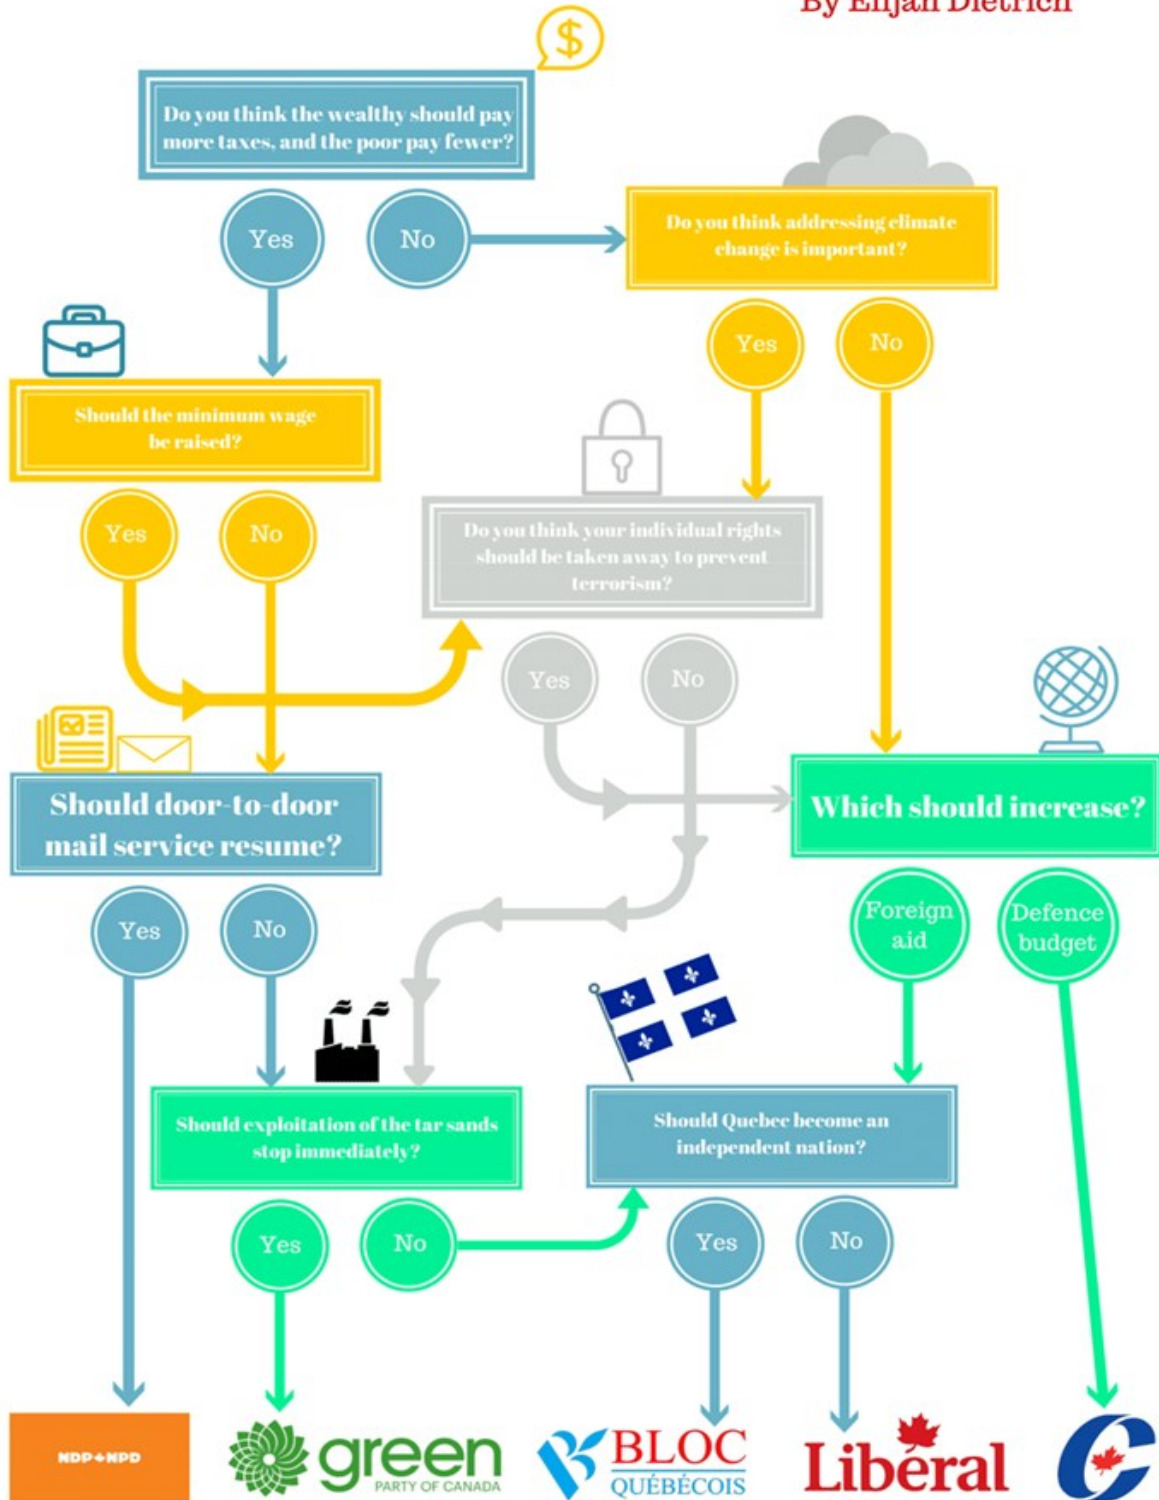 By Elijah Dietrich
$
Do you think the wealthy should pay
more taxes, and the poor pay fewer?
Yes
No
Do you think addressing climate
change is important?
Yes
No
Should the minimum wage
be raised?
Yes
No
Do you think your individual rights
should be taken away to prevent
terrorism?
Yes
No
Should door-to-door
mail service resume?
Yes
No
Which should increase?
Foreign
aid
Defence
budget
Should exploitation of the tar sands
stop immediately?
Yes
No
Should Quebec become an
independent nation?
Yes
No
NDP NPD
green
PARTY OF CANADA
BLOC
QUÉBÉCOIS
Liberal
C